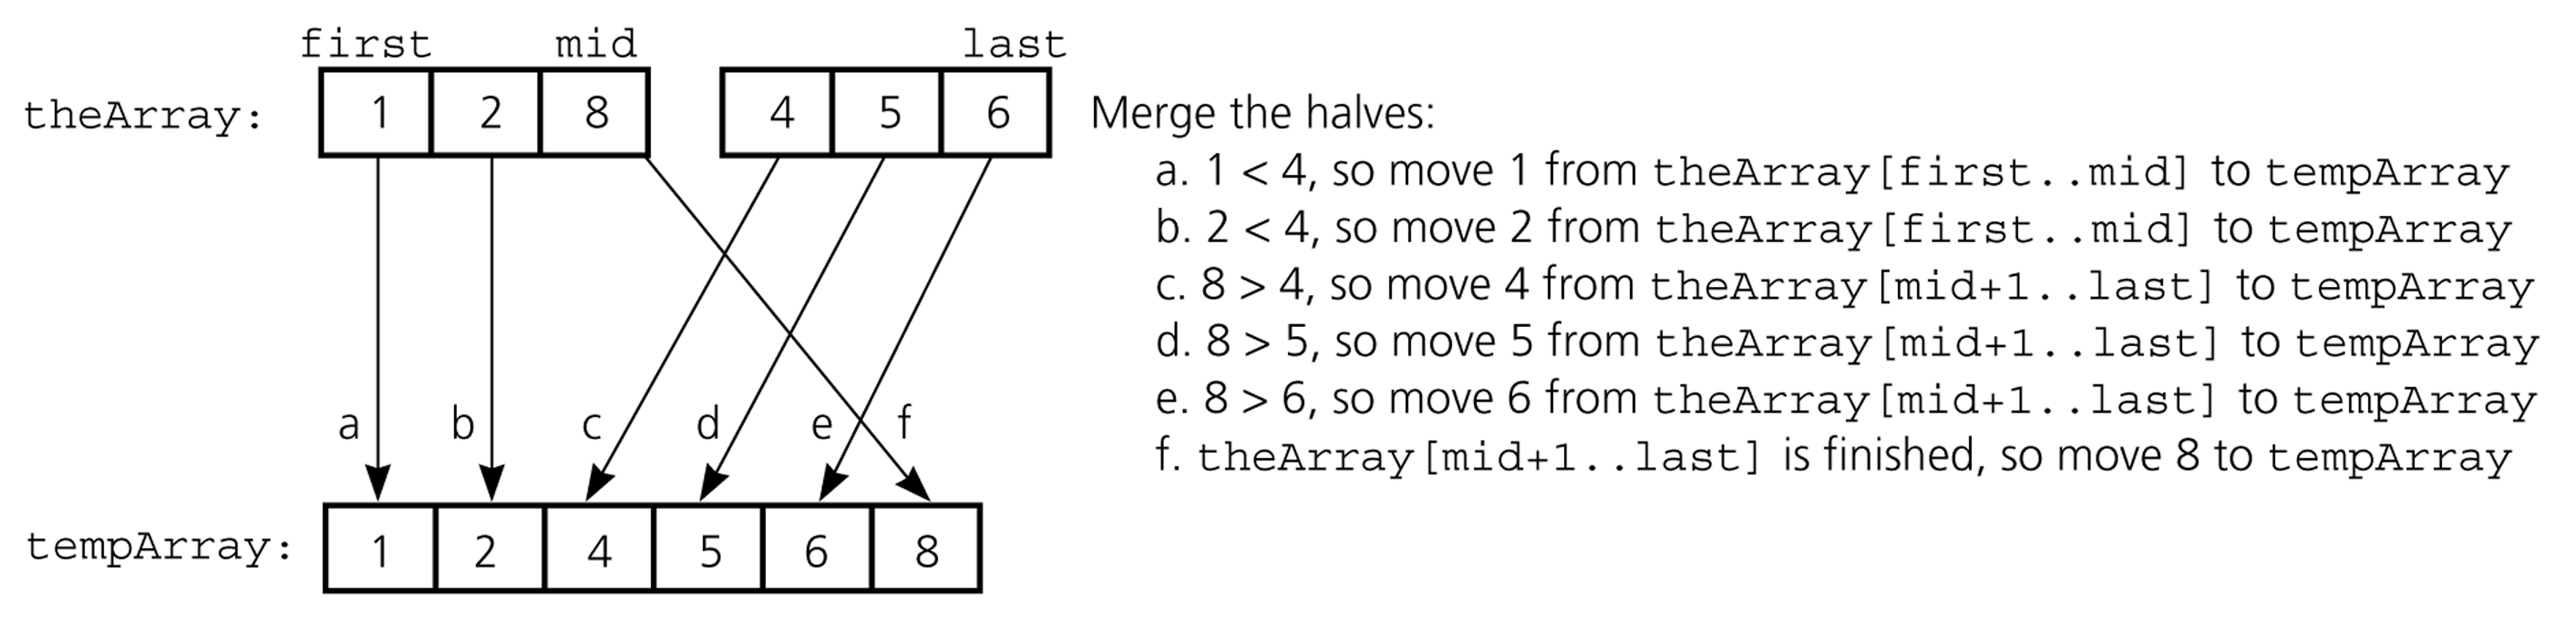 first mid last
theArray: 1 2 8 4 5 6
Merge the halves:
a. 1 < 4, so move 1 from theArray[first..mid] to tempArray
b. 2 < 4, so move 2 from theArray[first..mid] to tempArray
c. 8 > 4, so move 4 from theArray[mid+1..last] to tempArray
d. 8 > 5, so move 5 from theArray[mid+1..last] to tempArray
e. 8 > 6, so move 6 from theArray[mid+1..last] to tempArray
f. theArray[mid+1..last] is finished, so move 8 to tempArray
a b c d e f
tempArray: 1 2 4 5 6 8